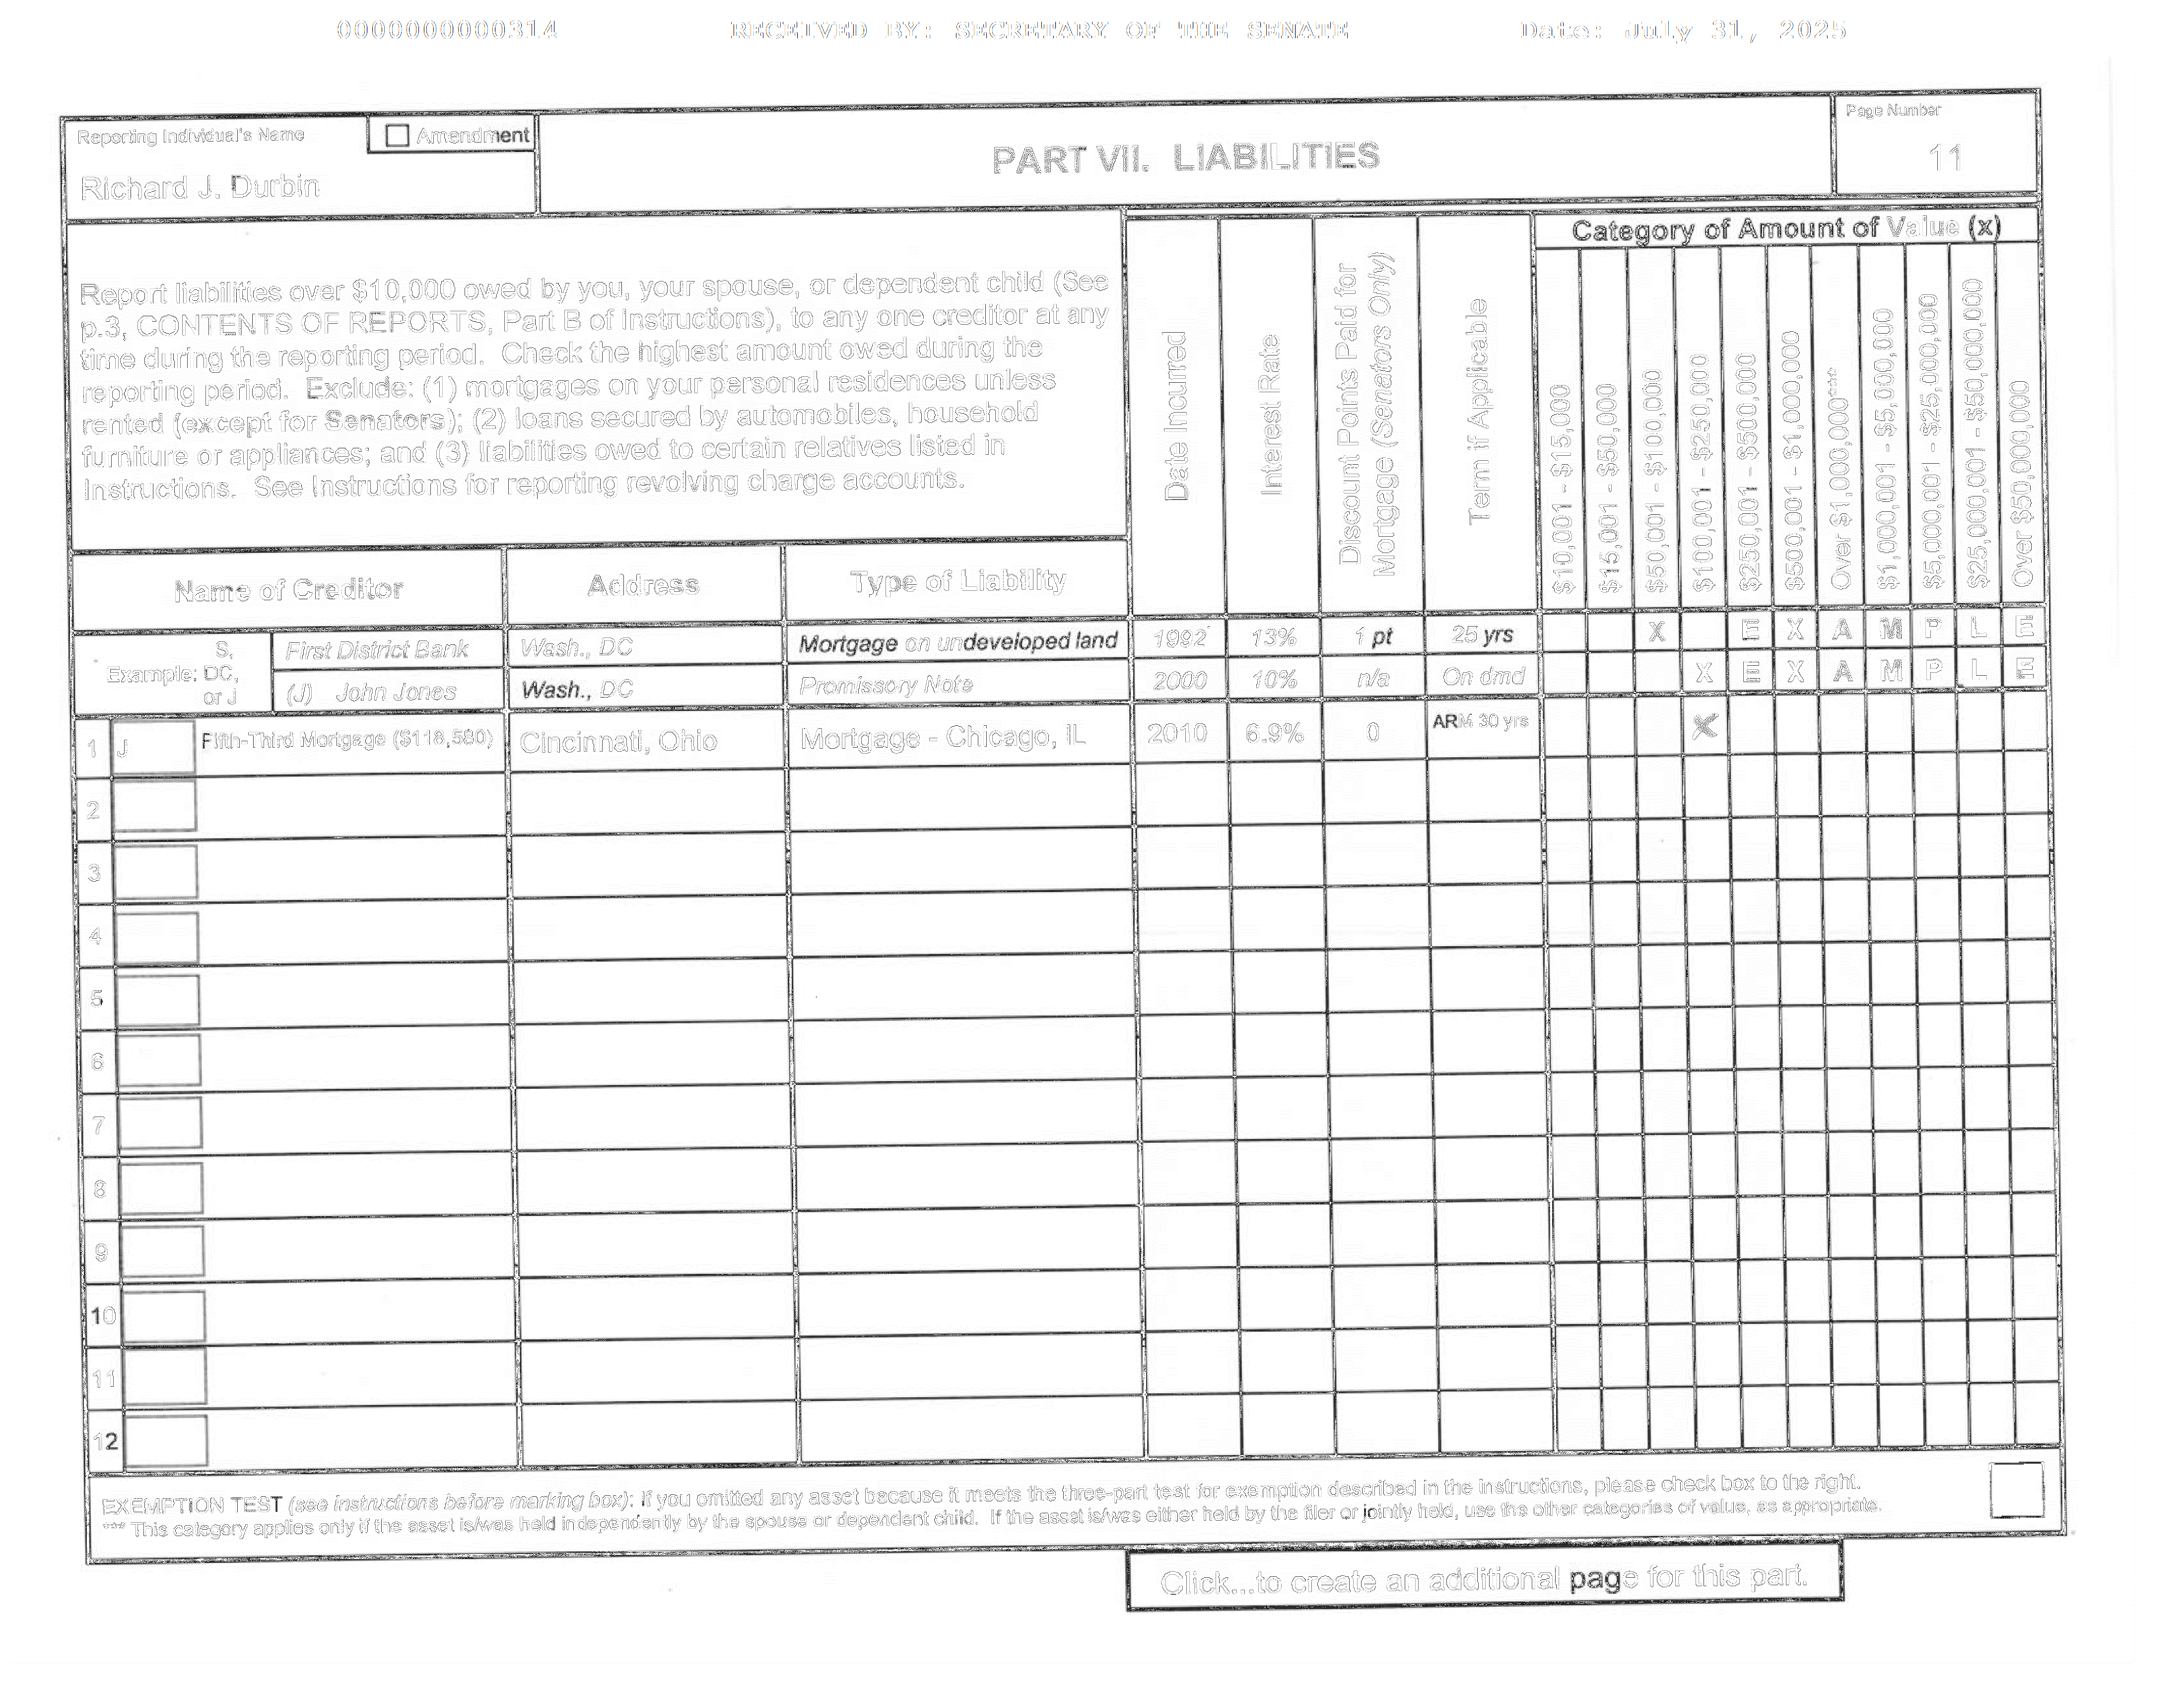 0000000000314 RECEIVED BY: SECRETARY OF THE SENATE Date: July 31, 2025
Reporting Individual's Name
Amendment
Richard J. Durbin
PART VII. LIABILITIES
Page Number
11
Report liabilities over $10,000 owed by you, your spouse, or dependent child (See
p.3, CONTENTS OF REPORTS, Part B of Instructions), to any one creditor at any
time during the reporting period. Check the highest amount owed during the
reporting period. Exclude: (1) mortgages on your personal residences unless
rented (except for Senators); (2) loans secured by automobiles, household
furniture or appliances; and (3) liabilities owed to certain relatives listed in
Instructions. See Instructions for reporting revolving charge accounts.
Date Incurred
Interest Rate
Discount Points Paid for
Mortgage (Senators Only)
Term if Applicable
Category of Amount of Value (x)
$10,001 - $15,000
$15,001 - $50,000
$50,001 - $100,000
$100,001 - $250,000
$250,001 - $500,000
$500,001 - $1,000,000
Over $1,000,000***
$1,000,001 - $5,000,000
$5,000,001 - $25,000,000
$25,000,001 - $50,000,000
Over $50,000,000
Name of Creditor Address Type of Liability
Example: S, DC, or J
First District Bank Wash., DC Mortgage on undeveloped land 1992 13% 1 pt 25 yrs X E X A M P L E
(J) John Jones Wash., DC Promissory Note 2000 10% n/a On dmd X E X A M P L E
1 J Fifth-Third Mortgage ($118,580) Cincinnati, Ohio Mortgage - Chicago, IL 2010 6.9% 0 ARM 30 yrs X
2
3
4
5
6
7
8
9
10
11
12
EXEMPTION TEST (see instructions before marking box): If you omitted any asset because it meets the three-part test for exemption described in the instructions, please check box to the right.
*** This category applies only if the asset is/was held independently by the spouse or dependent child. If the asset is/was either held by the filer or jointly held, use the other categories of value, as appropriate.
Click...to create an additional page for this part.